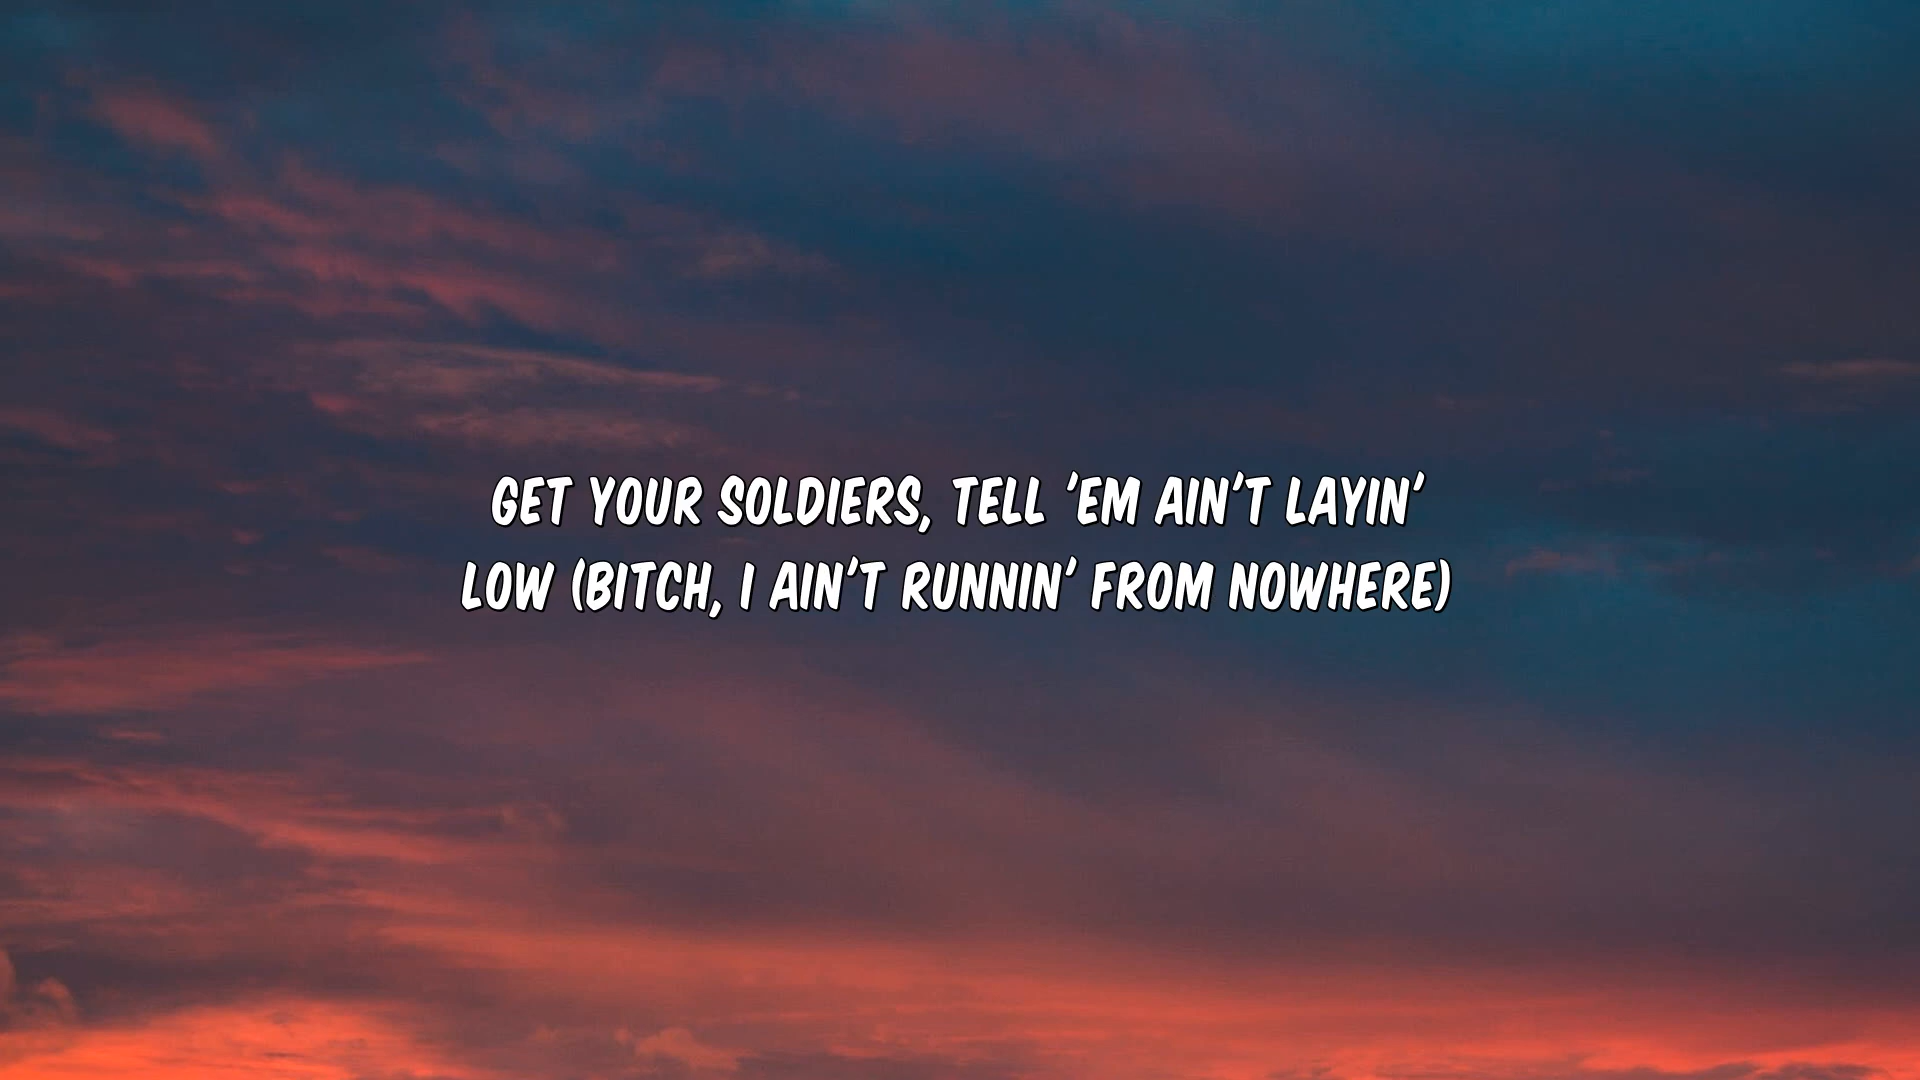 GET YOUR SOLDIERS, TELL 'EM AIN'T LAYIN'
LOW (BITCH, I AIN'T RUNNIN' FROM NOWHERE)